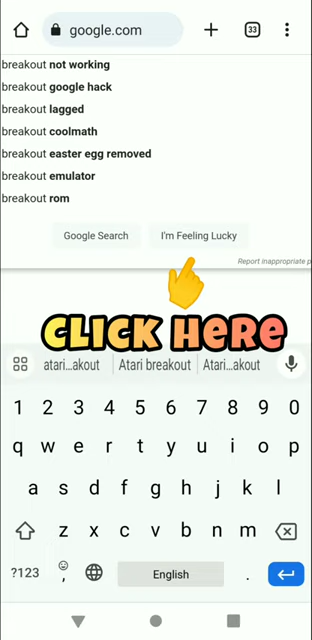 google.com
33
breakout not working
breakout google hack
breakout lagged
breakout coolmath
breakout easter egg removed
breakout emulator
breakout rom
Google Search
I'm Feeling Lucky
Report inappropriate p
CLICK HERE
atari...akout
Atari breakout
Atari...akout
1 2 3 4 5 6 7 8 9 0
q w e r t y u i o p
a s d f g h j k l
z x c v b n m
?123 , English .